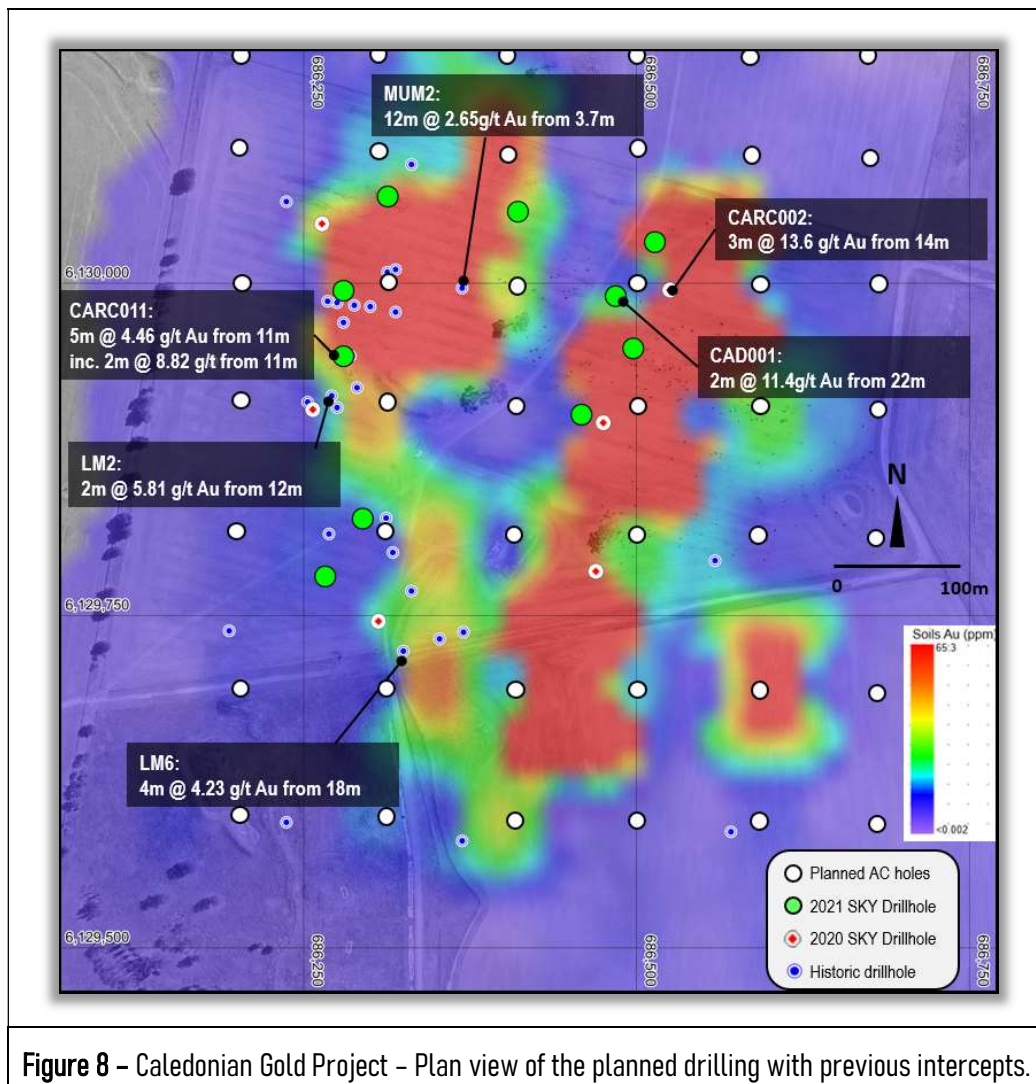 686,250
686,500
686,750
MUM2:
12m @ 2.65g/t Au from 3.7m
CARC002:
3m @ 13.6 g/t Au from 14m
6,130,000
CARC011:
5m @ 4.46 g/t Au from 11m
inc. 2m @ 8.82 g/t Au from 11m
CAD001:
2m @ 11.4g/t Au from 22m
LM2:
2m @ 5.81 g/t Au from 12m
N
0 100m
6,129,750
Soils Au (ppm)
65.3
<0.002
LM6:
4m @ 4.23 g/t Au from 18m
Planned AC holes
2021 SKY Drillhole
2020 SKY Drillhole
Historic drillhole
6,129,500
686,250
686,500
686,750
Figure 8 – Caledonian Gold Project – Plan view of the planned drilling with previous intercepts.